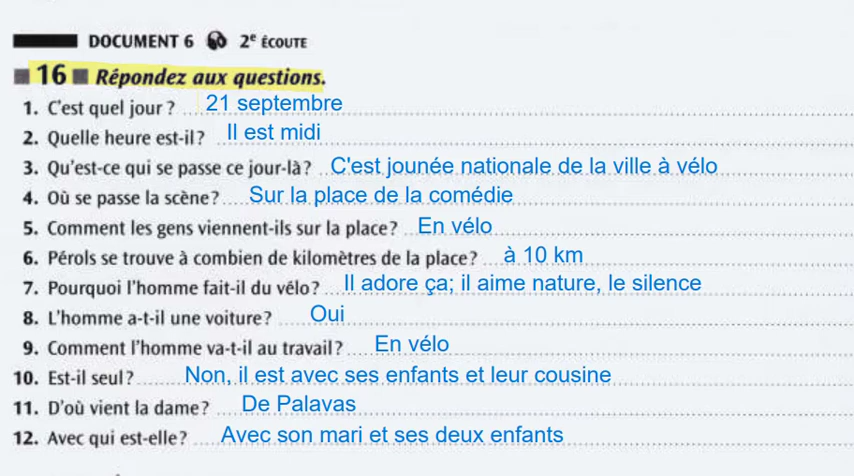 DOCUMENT 6 2e ÉCOUTE
16 Répondez aux questions.
1. C'est quel jour ? 21 septembre
2. Quelle heure est-il ? Il est midi
3. Qu'est-ce qui se passe ce jour-là ? C'est jounée nationale de la ville à vélo
4. Où se passe la scène ? Sur la place de la comédie
5. Comment les gens viennent-ils sur la place ? En vélo
6. Pérols se trouve à combien de kilomètres de la place ? à 10 km
7. Pourquoi l'homme fait-il du vélo ? Il adore ça; il aime nature, le silence
8. L'homme a-t-il une voiture ? Oui
9. Comment l'homme va-t-il au travail ? En vélo
10. Est-il seul ? Non, il est avec ses enfants et leur cousine
11. D'où vient la dame ? De Palavas
12. Avec qui est-elle ? Avec son mari et ses deux enfants